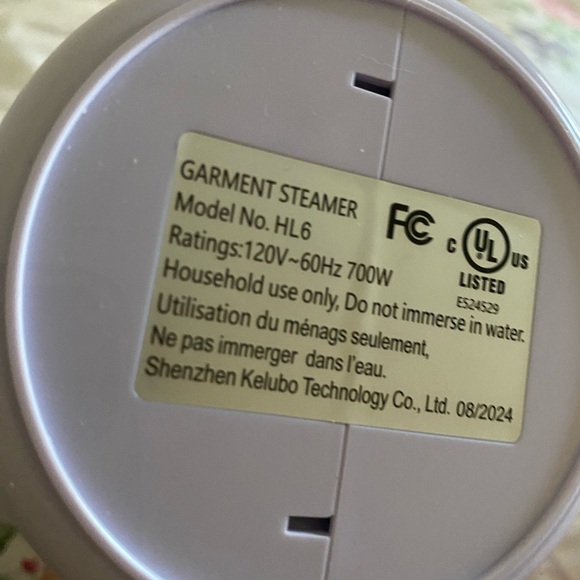 GARMENT STEAMER
Model No. HL6
FC
C UL US
LISTED
E524529
Ratings:120V~60Hz 700W
Household use only, Do not immerse in water.
Utilisation du ménags seulement,
Ne pas immerger dans l'eau.
Shenzhen Kelubo Technology Co., Ltd. 08/2024